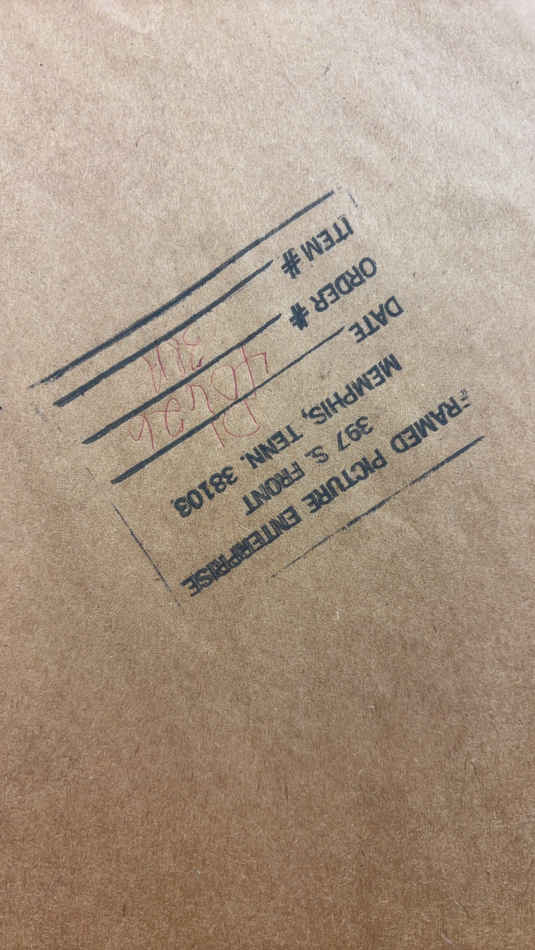 FRAMED PICTURE ENTERPRISE
397 S. FRONT
MEMPHIS, TENN. 38103
DATE
ORDER #
ITEM #